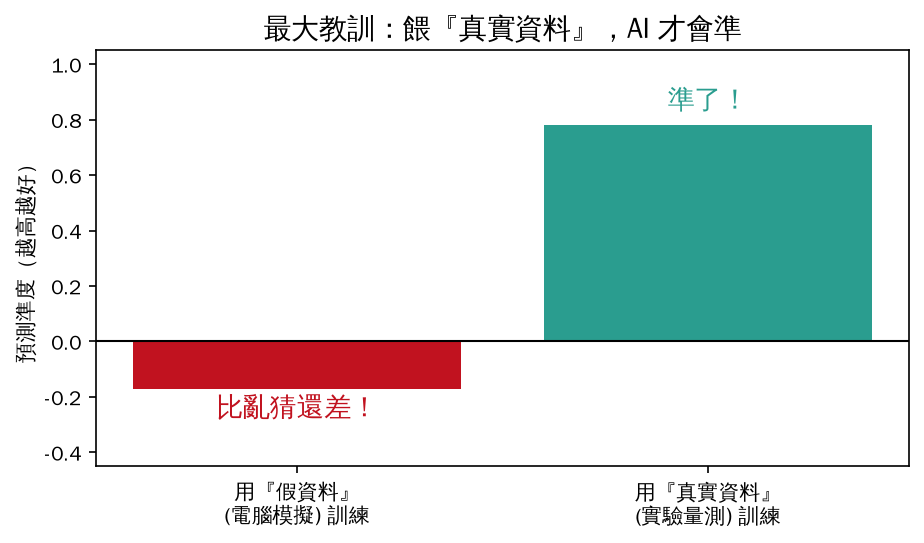 最大教訓：餵『真實資料』，AI 才會準
預測準度（越高越好）
1.0
0.8
0.6
0.4
0.2
0.0
-0.2
-0.4
準了！
比亂猜還差！
用『假資料』
(電腦模擬) 訓練
用『真實資料』
(實驗量測) 訓練